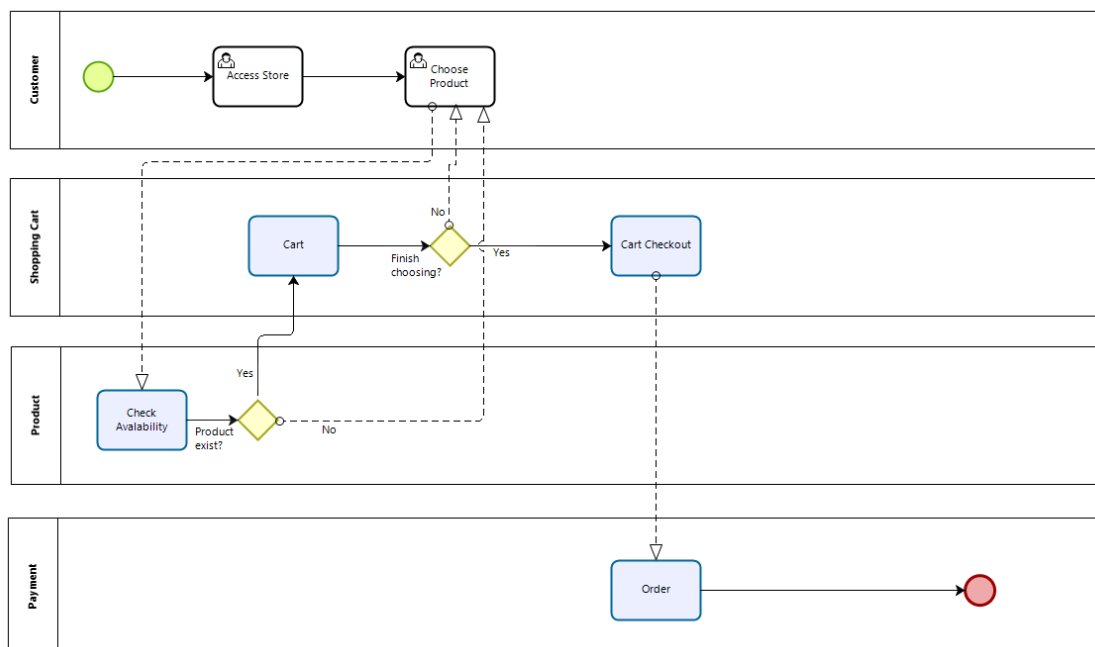 Customer
Access Store
Choose
Product
Shopping Cart
No
Cart
Finish
choosing?
Yes
Cart Checkout
Product
Yes
Check
Avalability
Product
exist?
No
Payment
Order